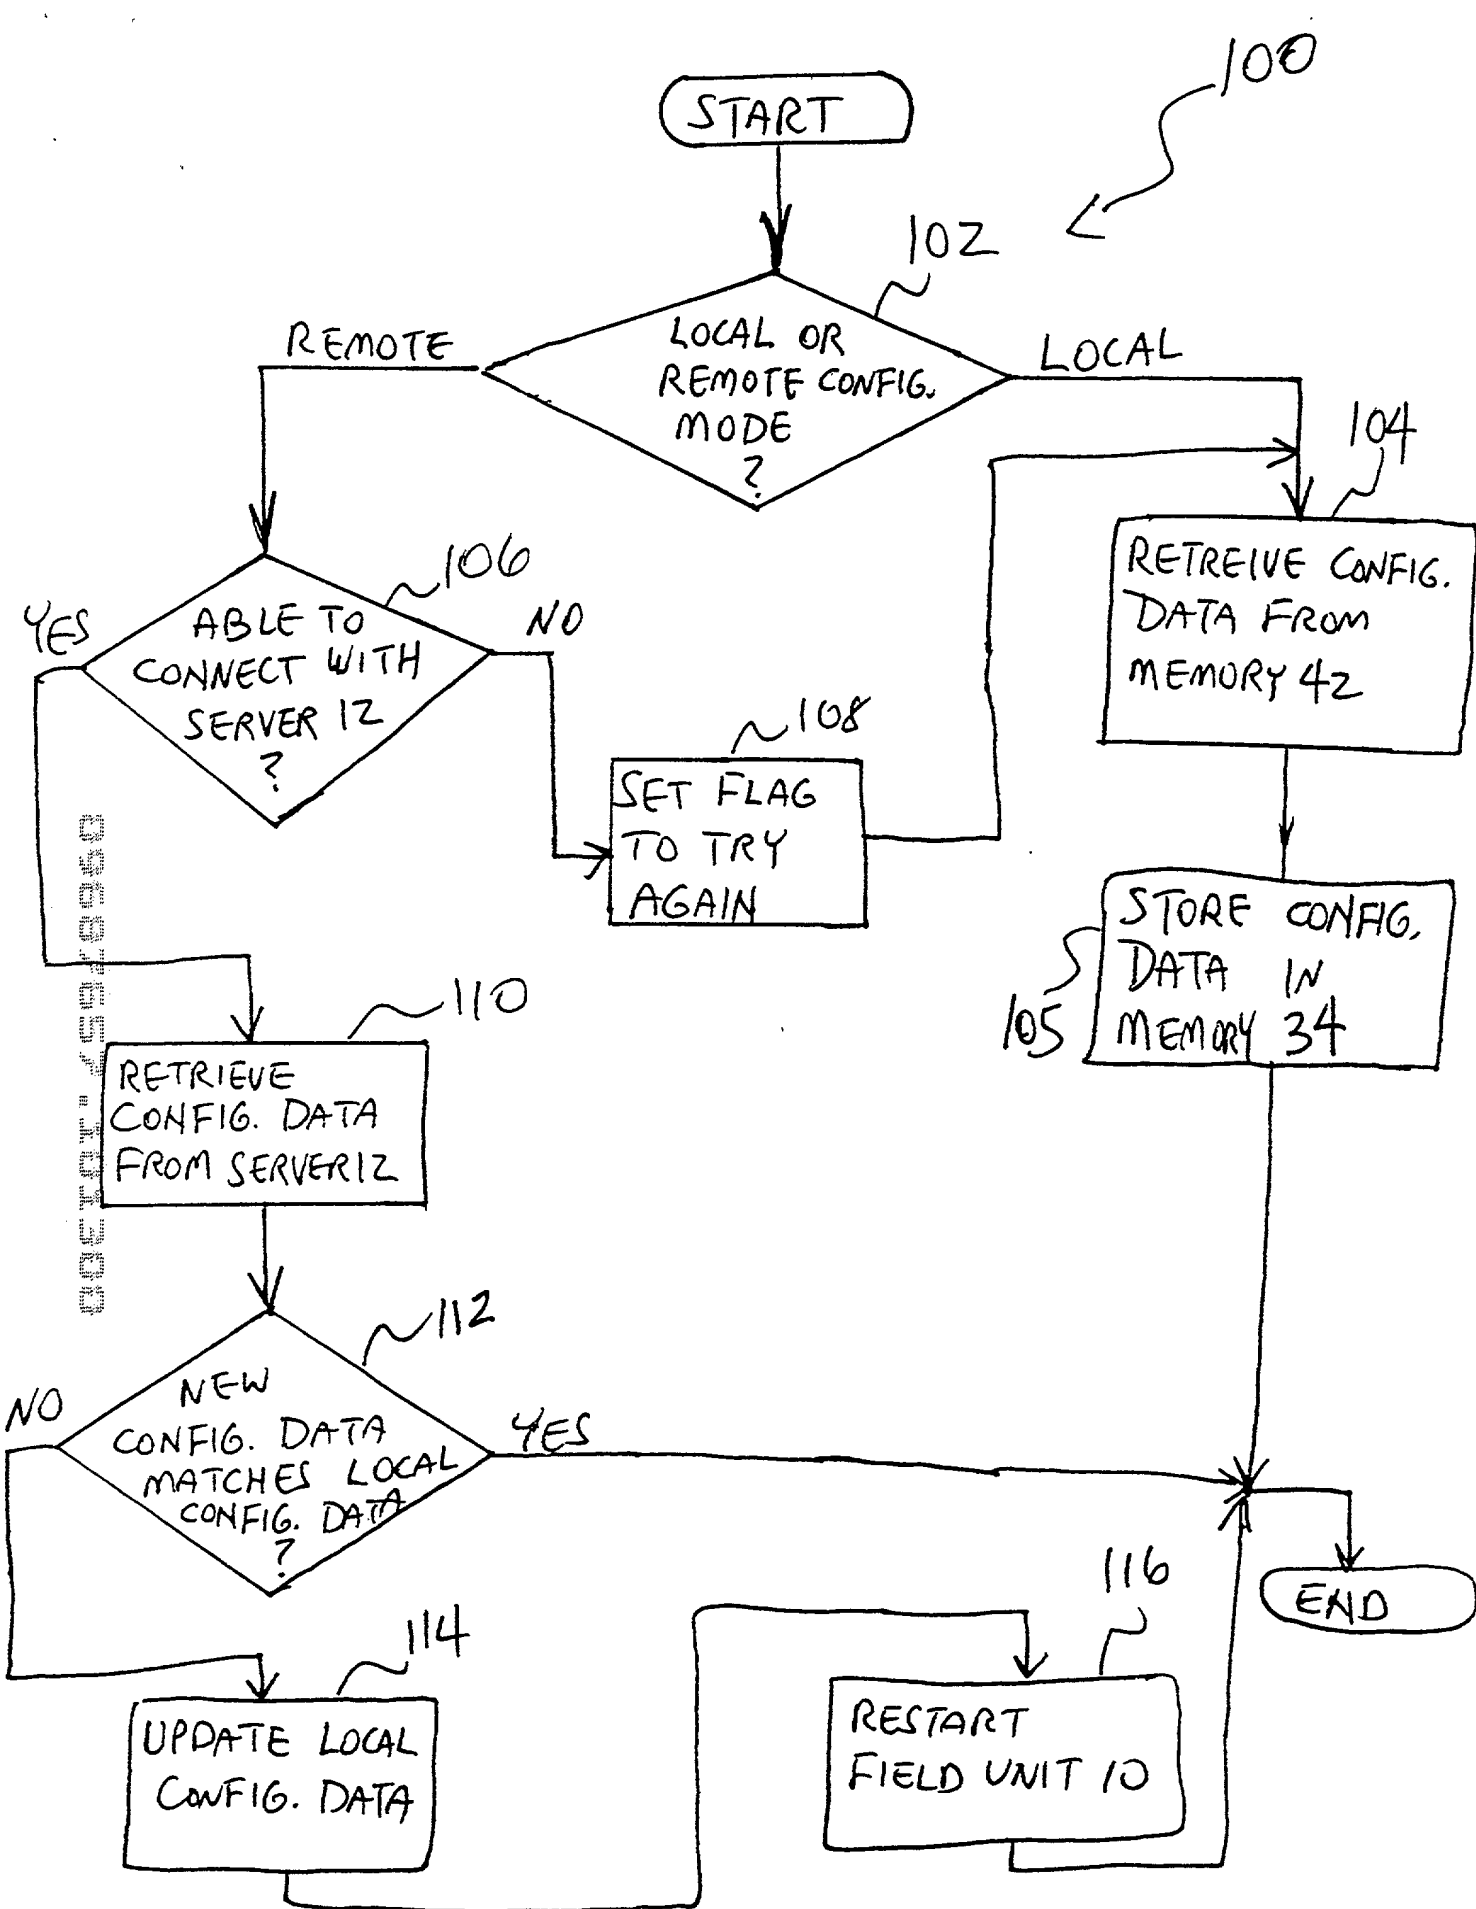 100
START
102
LOCAL OR
REMOTE CONFIG.
MODE
?
REMOTE
LOCAL
104
RETREIVE CONFIG.
DATA FROM
MEMORY 42
106
YES
ABLE TO
CONNECT WITH
SERVER 12
?
NO
108
SET FLAG
TO TRY
AGAIN
105
STORE CONFIG.
DATA IN
MEMORY 34
110
RETRIEVE
CONFIG. DATA
FROM SERVER 12
112
NO
NEW
CONFIG. DATA
MATCHES LOCAL
CONFIG. DATA
?
YES
END
114
UPDATE LOCAL
CONFIG. DATA
116
RESTART
FIELD UNIT 10